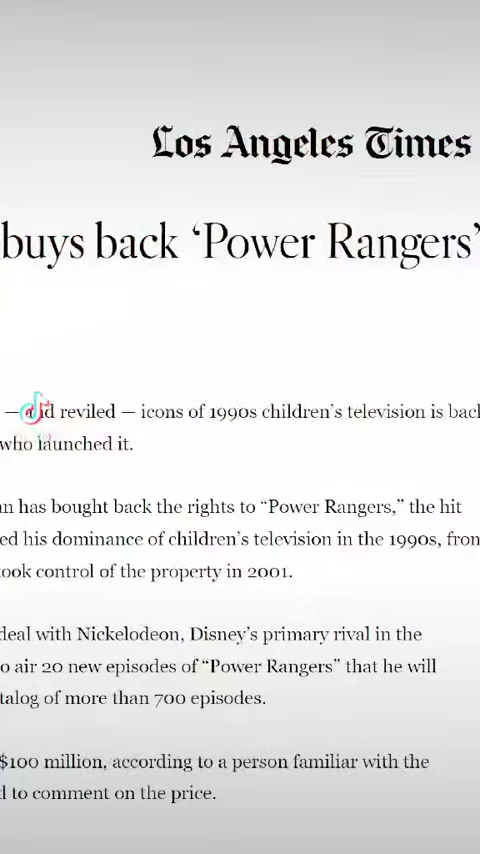 Los Angeles Times
buys back ‘Power Rangers’
— and reviled — icons of 1990s children’s television is back
who launched it.
an has bought back the rights to “Power Rangers,” the hit
ed his dominance of children’s television in the 1990s, from
took control of the property in 2001.
deal with Nickelodeon, Disney’s primary rival in the
o air 20 new episodes of “Power Rangers” that he will
talog of more than 700 episodes.
$100 million, according to a person familiar with the
d to comment on the price.